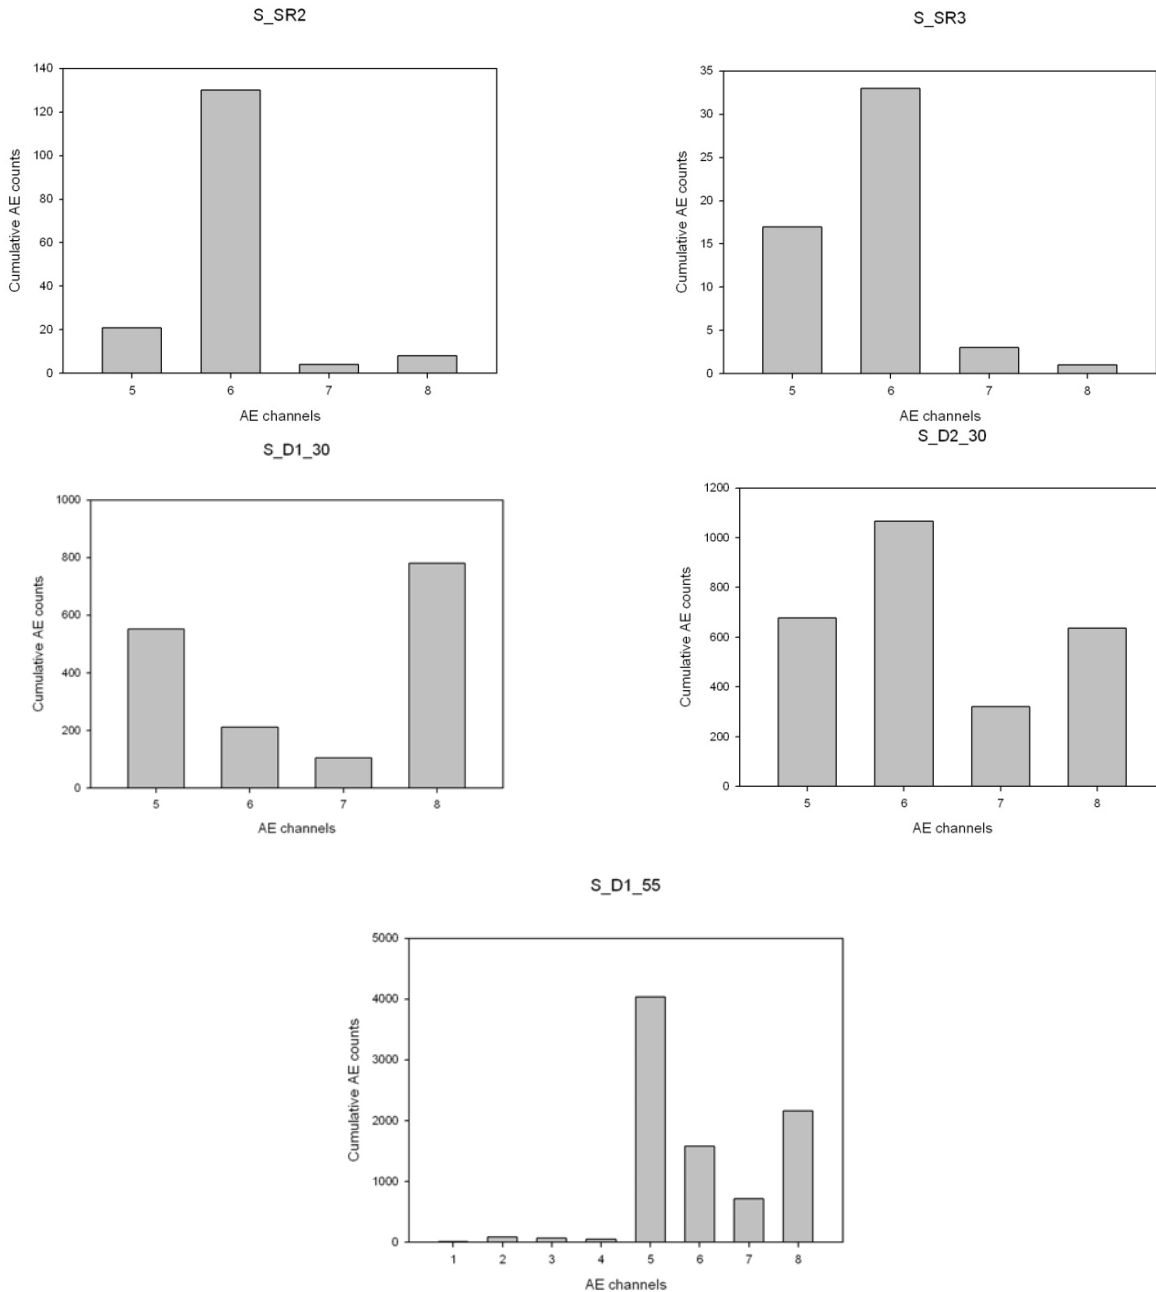 S_SR2
140
120
100
80
60
40
20
0
Cumulative AE counts
5 6 7 8
AE channels
S_SR3
35
30
25
20
15
10
5
0
Cumulative AE counts
5 6 7 8
AE channels
S_D1_30
1000
800
600
400
200
0
Cumulative AE counts
5 6 7 8
AE channels
S_D2_30
1200
1000
800
600
400
200
0
Cumulative AE counts
5 6 7 8
AE channels
S_D1_55
5000
4000
3000
2000
1000
0
Cumulative AE counts
1 2 3 4 5 6 7 8
AE channels